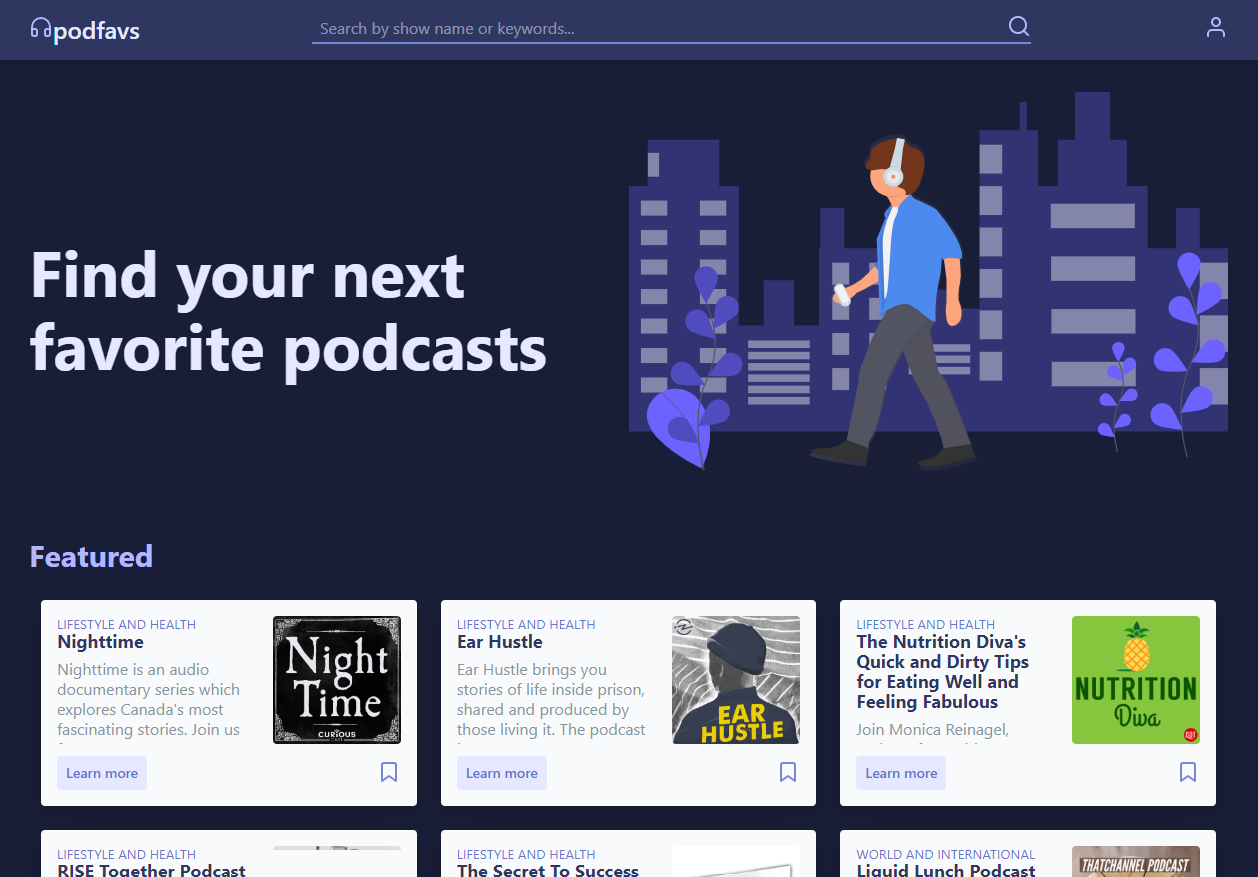 podfavs
Search by show name or keywords...
Find your next
favorite podcasts
Featured
LIFESTYLE AND HEALTH
Nighttime
Nighttime is an audio
documentary series which
explores Canada's most
fascinating stories. Join us
Night
Time
CURIOUS
CAST
Learn more
LIFESTYLE AND HEALTH
Ear Hustle
Ear Hustle brings you
stories of life inside prison,
shared and produced by
those living it. The podcast
EAR
HUSTLE
Learn more
LIFESTYLE AND HEALTH
The Nutrition Diva's
Quick and Dirty Tips
for Eating Well and
Feeling Fabulous
Join Monica Reinagel,
NUTRITION
Diva
Learn more
LIFESTYLE AND HEALTH
RISE Together Podcast
LIFESTYLE AND HEALTH
The Secret To Success
WORLD AND INTERNATIONAL
Liquid Lunch Podcast
THATCHANNEL PODCAST